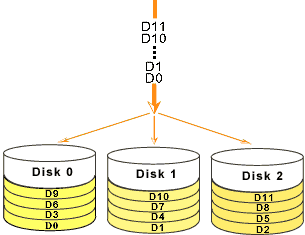 D11
D10
D1
D0
Disk 0
D9
D6
D3
D0
Disk 1
D10
D7
D4
D1
Disk 2
D11
D8
D5
D2